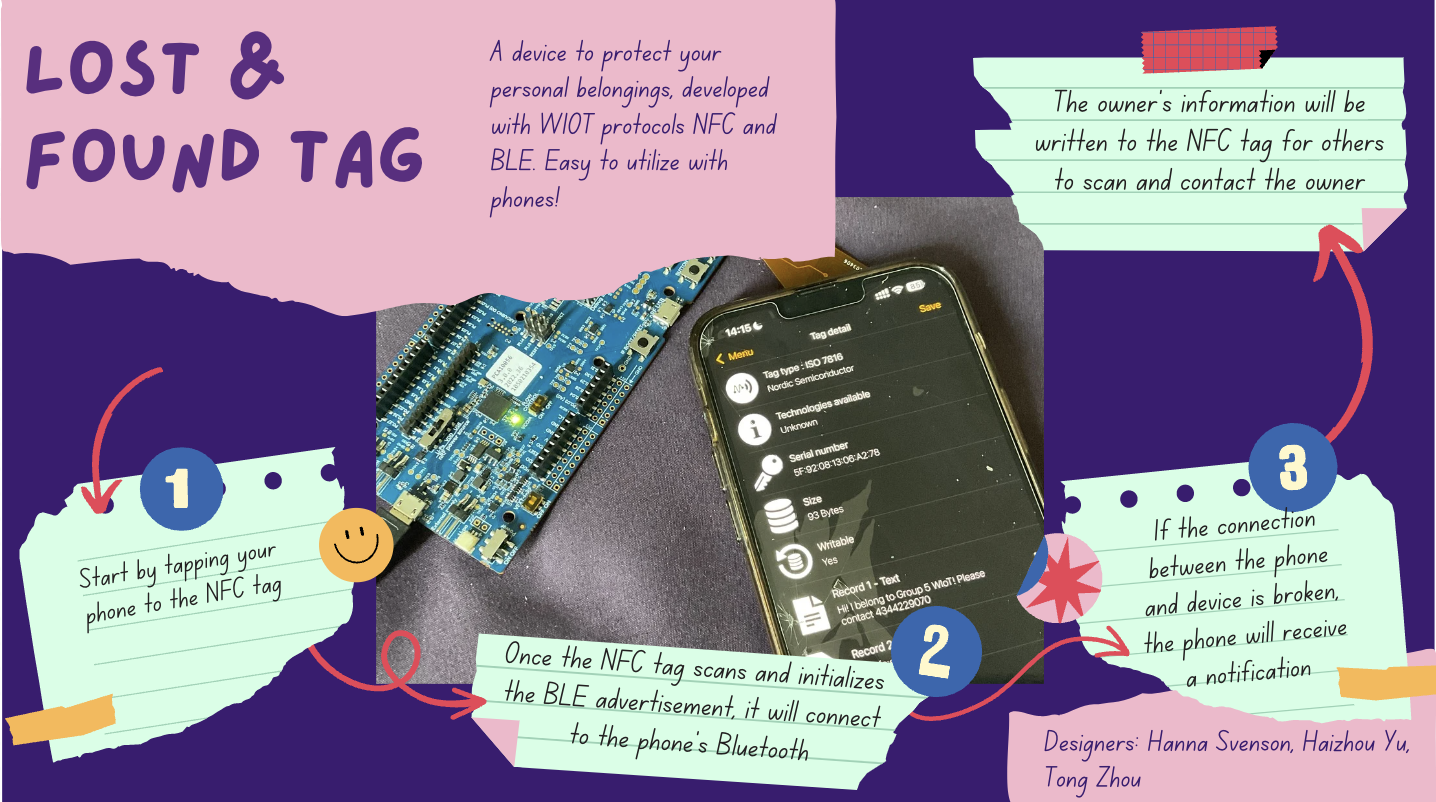 LOST &
FOUND TAG
A device to protect your
personal belongings, developed
with WIOT protocols NFC and
BLE. Easy to utilize with
phones!
The owner's information will be
written to the NFC tag for others
to scan and contact the owner
1
Start by tapping your
phone to the NFC tag
14:15
85
Menu
Tag detail
Save
Tag type : ISO 7816
Nordic Semiconductor
Technologies available
Unknown
Serial number
5F:92:08:13:06:A2:78
Size
93 Bytes
Writable
Yes
Record 1 - Text
Hi! I belong to Group 5 WIoT! Please
contact 4344229070
Record 2
2
Once the NFC tag scans and initializes
the BLE advertisement, it will connect
to the phone's Bluetooth
3
If the connection
between the phone
and device is broken,
the phone will receive
a notification
Designers: Hanna Svenson, Haizhou Yu,
Tong Zhou